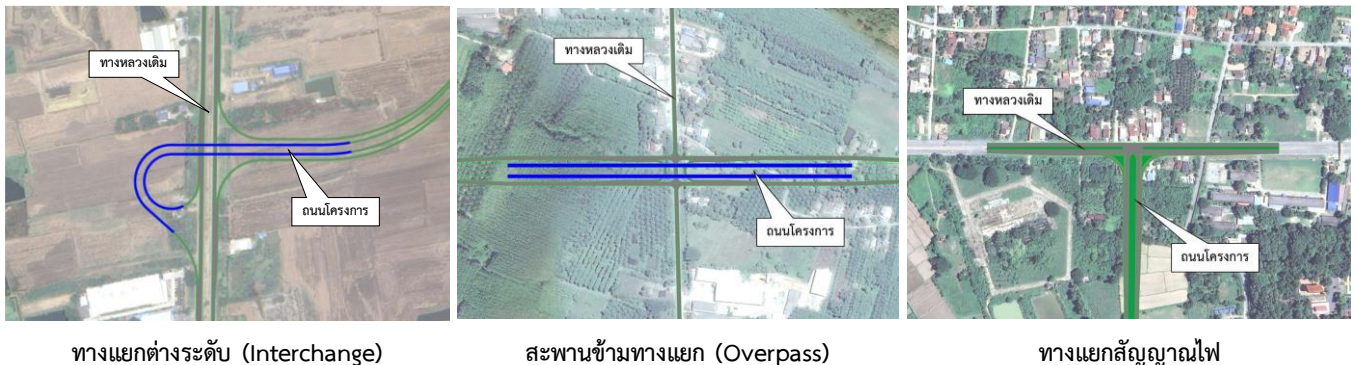 ทางหลวงเดิม
ถนนโครงการ
ทางแยกต่างระดับ (Interchange)
ทางหลวงเดิม
ถนนโครงการ
สะพานข้ามทางแยก (Overpass)
ทางหลวงเดิม
ถนนโครงการ
ทางแยกสัญญาณไฟ